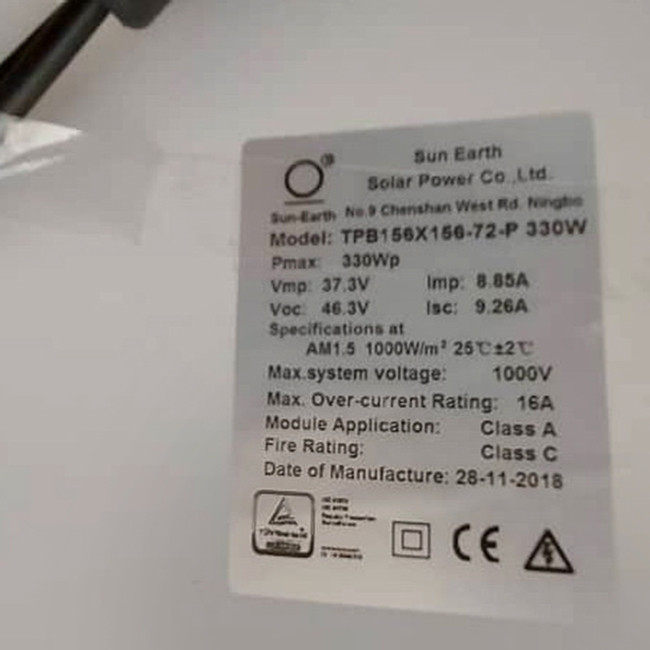 ®
Sun Earth
Solar Power Co.,Ltd.
Sun-Earth No.9 Chenshan West Rd. Ningbo
Model: TPB156X156-72-P 330W
Pmax: 330Wp
Vmp: 37.3V Imp: 8.85A
Voc: 46.3V Isc: 9.26A
Specifications at
AM1.5 1000W/m² 25℃±2℃
Max.system voltage: 1000V
Max. Over-current Rating: 16A
Module Application: Class A
Fire Rating: Class C
Date of Manufacture: 28-11-2018
CE